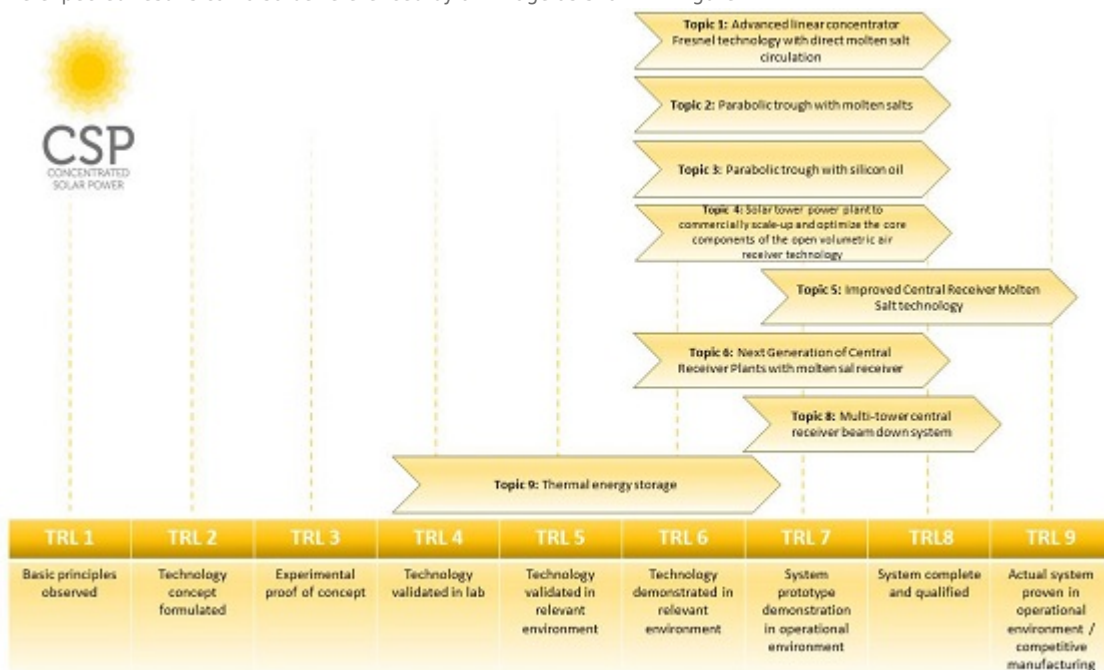 CSP
CONCENTRATED
SOLAR POWER
Topic 1: Advanced linear concentrator
Fresnel technology with direct molten salt
circulation
Topic 2: Parabolic trough with molten salts
Topic 3: Parabolic trough with silicon oil
Topic 4: Solar tower power plant to
commercially scale-up and optimize the core
components of the open volumetric air
receiver technology
Topic 5: Improved Central Receiver Molten
Salt technology
Topic 6: Next Generation of Central
Receiver Plants with molten sal receiver
Topic 8: Multi-tower central
receiver beam down system
Topic 9: Thermal energy storage
TRL 1
TRL 2
TRL 3
TRL 4
TRL 5
TRL 6
TRL 7
TRL8
TRL 9
Basic principles
observed
Technology
concept
formulated
Experimental
proof of concept
Technology
validated in lab
Technology
validated in
relevant
environment
Technology
demonstrated in
relevant
environment
System
prototype
demonstration
in operational
environment
System complete
and qualified
Actual system
proven in
operational
environment /
competitive
manufacturing